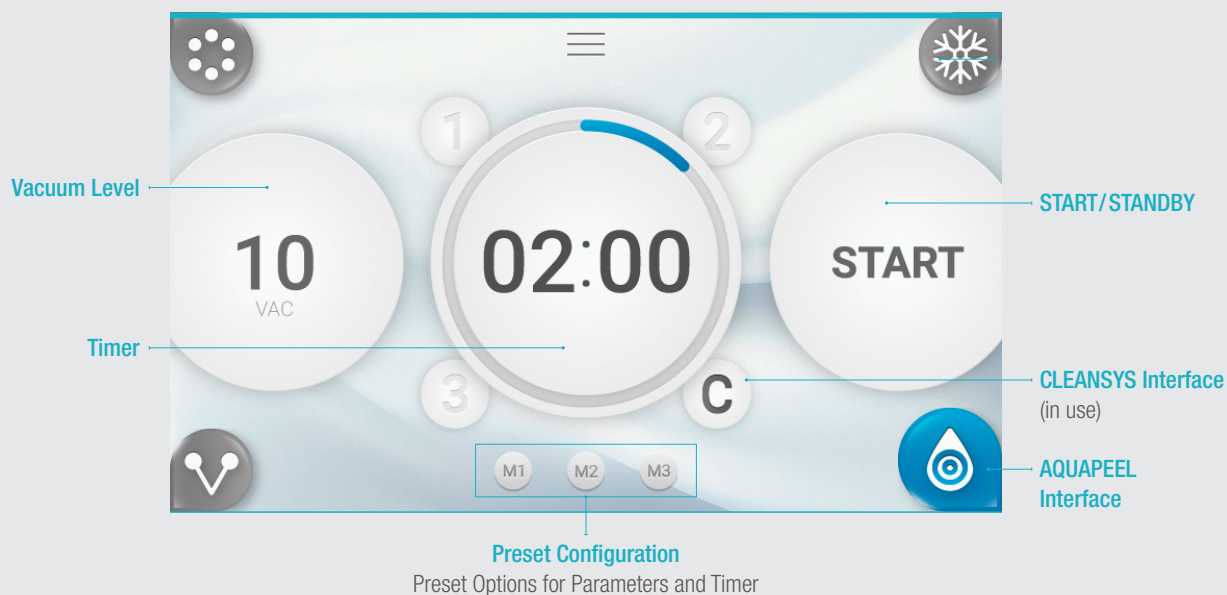 1
2
Vacuum Level
START/STANDBY
10
VAC
02:00
START
Timer
3
C
CLEANSYS Interface
(in use)
M1 M2 M3
AQUAPEEL
Interface
Preset Configuration
Preset Options for Parameters and Timer